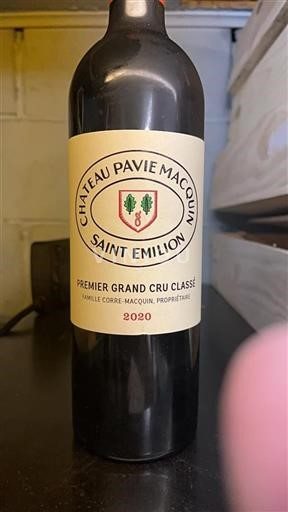 CHATEAU PAVIE MACQUIN
SAINT EMILION
PREMIER GRAND CRU CLASSÉ
FAMILLE CORRE-MACQUIN, PROPRIÉTAIRE
2020